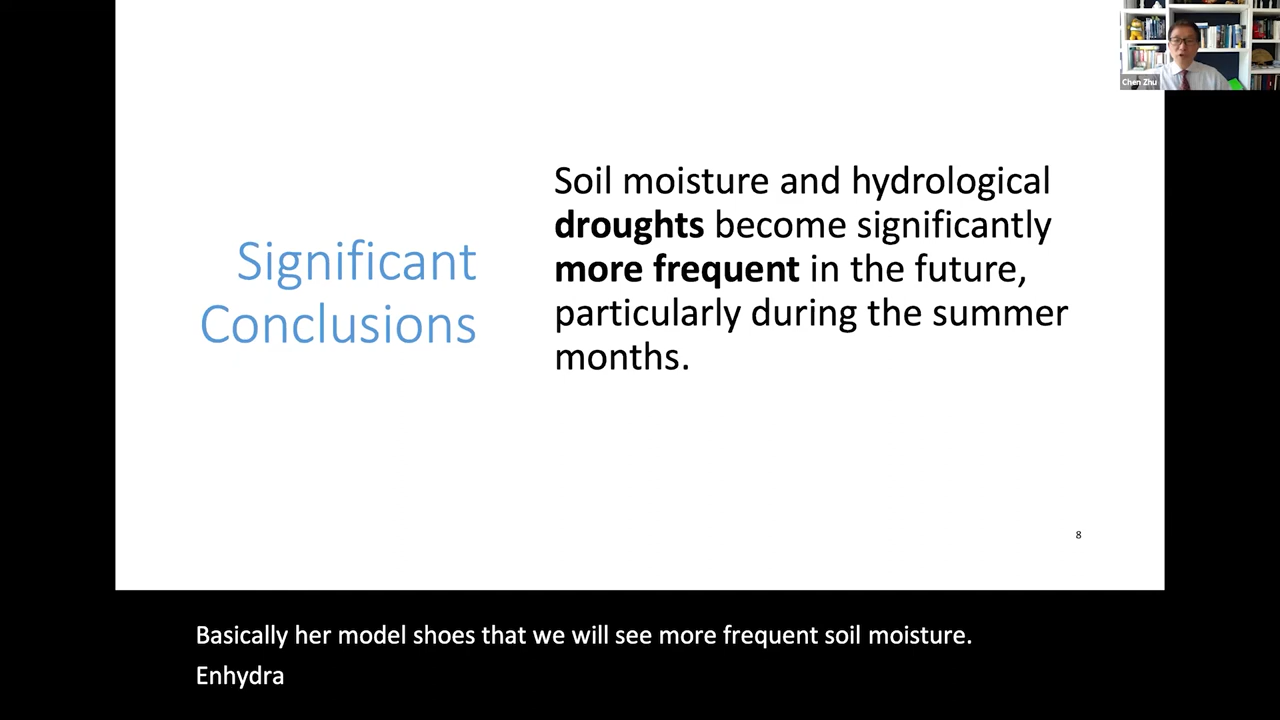 Chen Zhu
Significant
Conclusions
Soil moisture and hydrological
droughts become significantly
more frequent in the future,
particularly during the summer
months.
8
Basically her model shoes that we will see more frequent soil moisture.
Enhydra